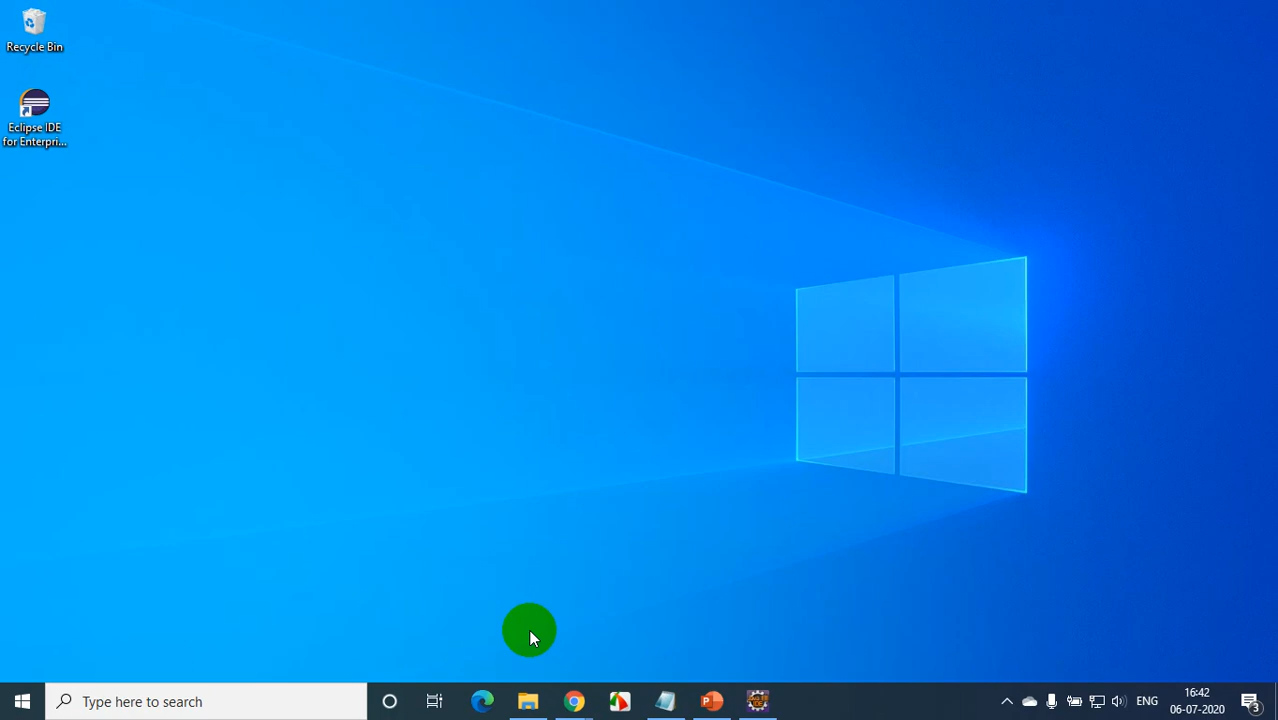 Recycle Bin
Eclipse IDE
for Enterpri...
Type here to search
ENG
16:42
06-07-2020
3